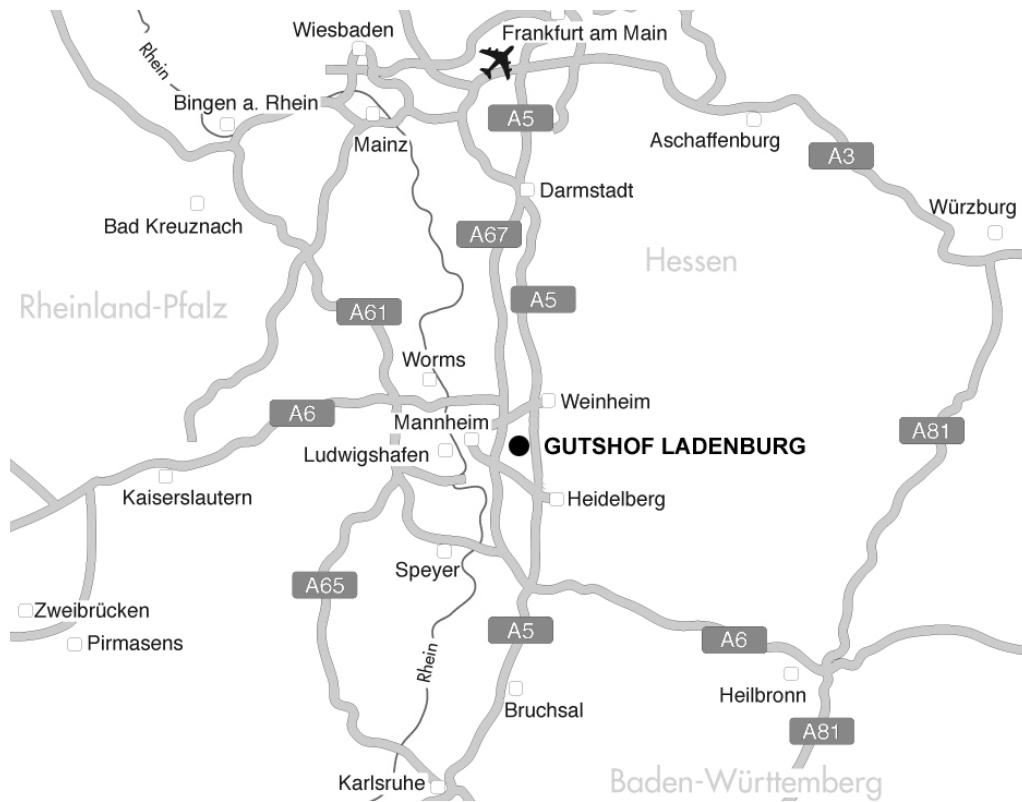 Wiesbaden
Frankfurt am Main
Rhein
Bingen a. Rhein
Mainz
A5
Aschaffenburg
A3
Darmstadt
Bad Kreuznach
A67
Würzburg
Hessen
Rheinland-Pfalz
A61
A5
Worms
A6
Mannheim
Weinheim
Ludwigshafen
GUTSHOF LADENBURG
A81
Kaiserslautern
Heidelberg
Speyer
A65
Zweibrücken
Pirmasens
A5
A6
Rhein
Heilbronn
Bruchsal
A81
Karlsruhe
Baden-Württemberg